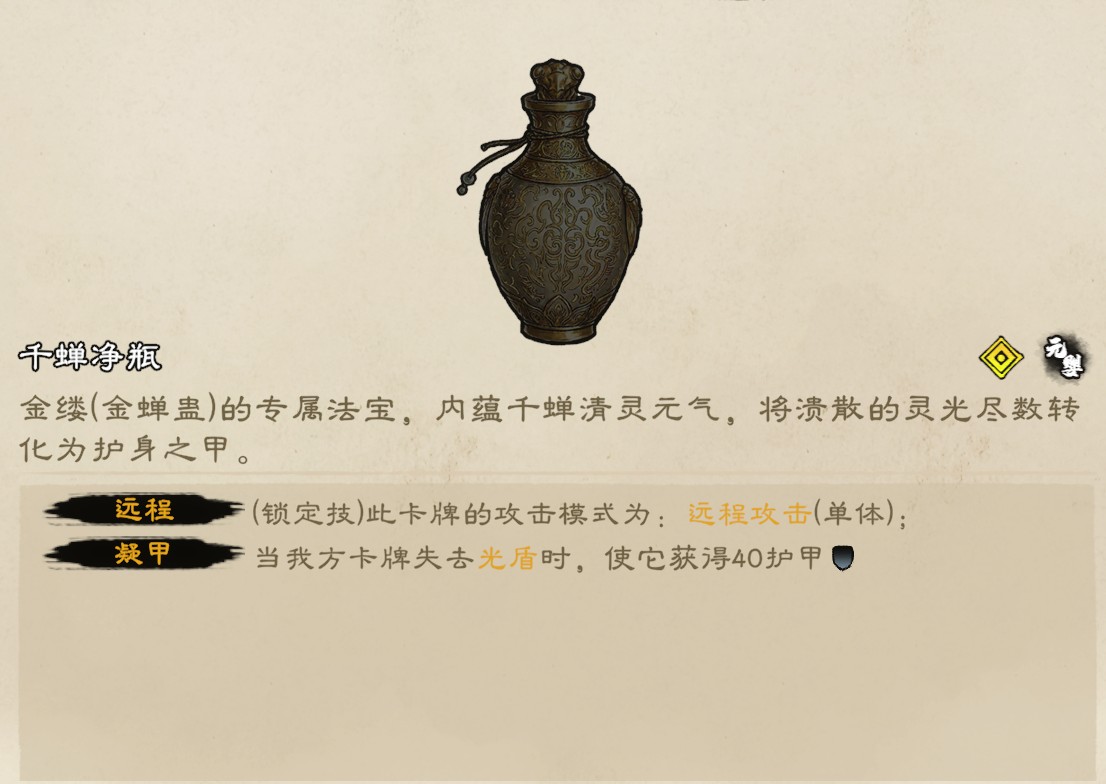 千蝉净瓶
元婴
金缕(金蝉蛊)的专属法宝，内蕴千蝉清灵元气，将溃散的灵光尽数转
化为护身之甲。
远程 (锁定技)此卡牌的攻击模式为：远程攻击(单体)；
凝甲 当我方卡牌失去光盾时，使它获得40护甲